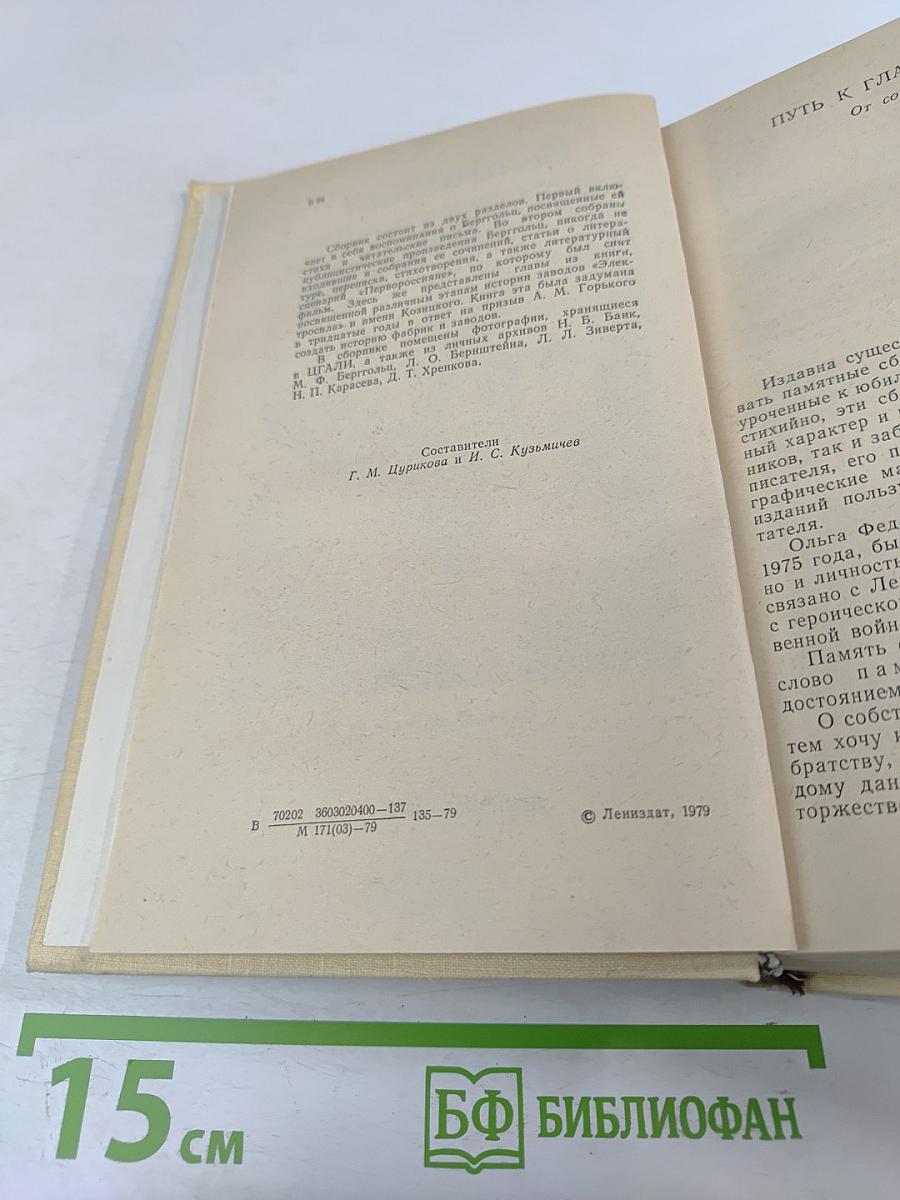 В 84
Сборник состоит из двух разделов. Первый вклю-
чает в себя воспоминания о Берггольц, посвященные ей
стихи и читательские письма. Во втором собраны
публицистические произведения Берггольц, никогда не
входившие в собрания ее сочинений, статьи о литера-
туре, переписка, стихотворения, а также литературный
сценарий «Первороссияне», по которому был снят
фильм. Здесь же представлены главы из книги,
посвященной различным этапам истории заводов «Элек-
тросила» и имени Козицкого. Книга эта была задумана
в тридцатые годы в ответ на призыв А. М. Горького
создать историю фабрик и заводов.
В сборнике помещены фотографии, хранящиеся
в ЦГАЛИ, а также из личных архивов Н. Б. Банк,
М. Ф. Берггольц, Л. О. Бернштейна, Л. Л. Зиверта,
Н. П. Карасева, Д. Т. Хренкова.
Составители
Г. М. Цурикова и И. С. Кузьмичев
В 70202 3603020400—137 135—79
М 171(03)—79
© Лениздат, 1979
ПУТЬ К ГЛА
От со
Издавна сущес
вать памятные сб
уроченные к юбил
стихийно, эти сб
ный характер и
ников, так и заб
писателя, его п
графические ма
изданий пользу
тателя.
Ольга Фед
1975 года, бы
но и личность
связано с Ле
с героическо
венной войн
Память
слово пам
достоянием
О собст
тем хочу
братству,
дому дан
торжеств
15 см
БФ БИБЛИОФАН